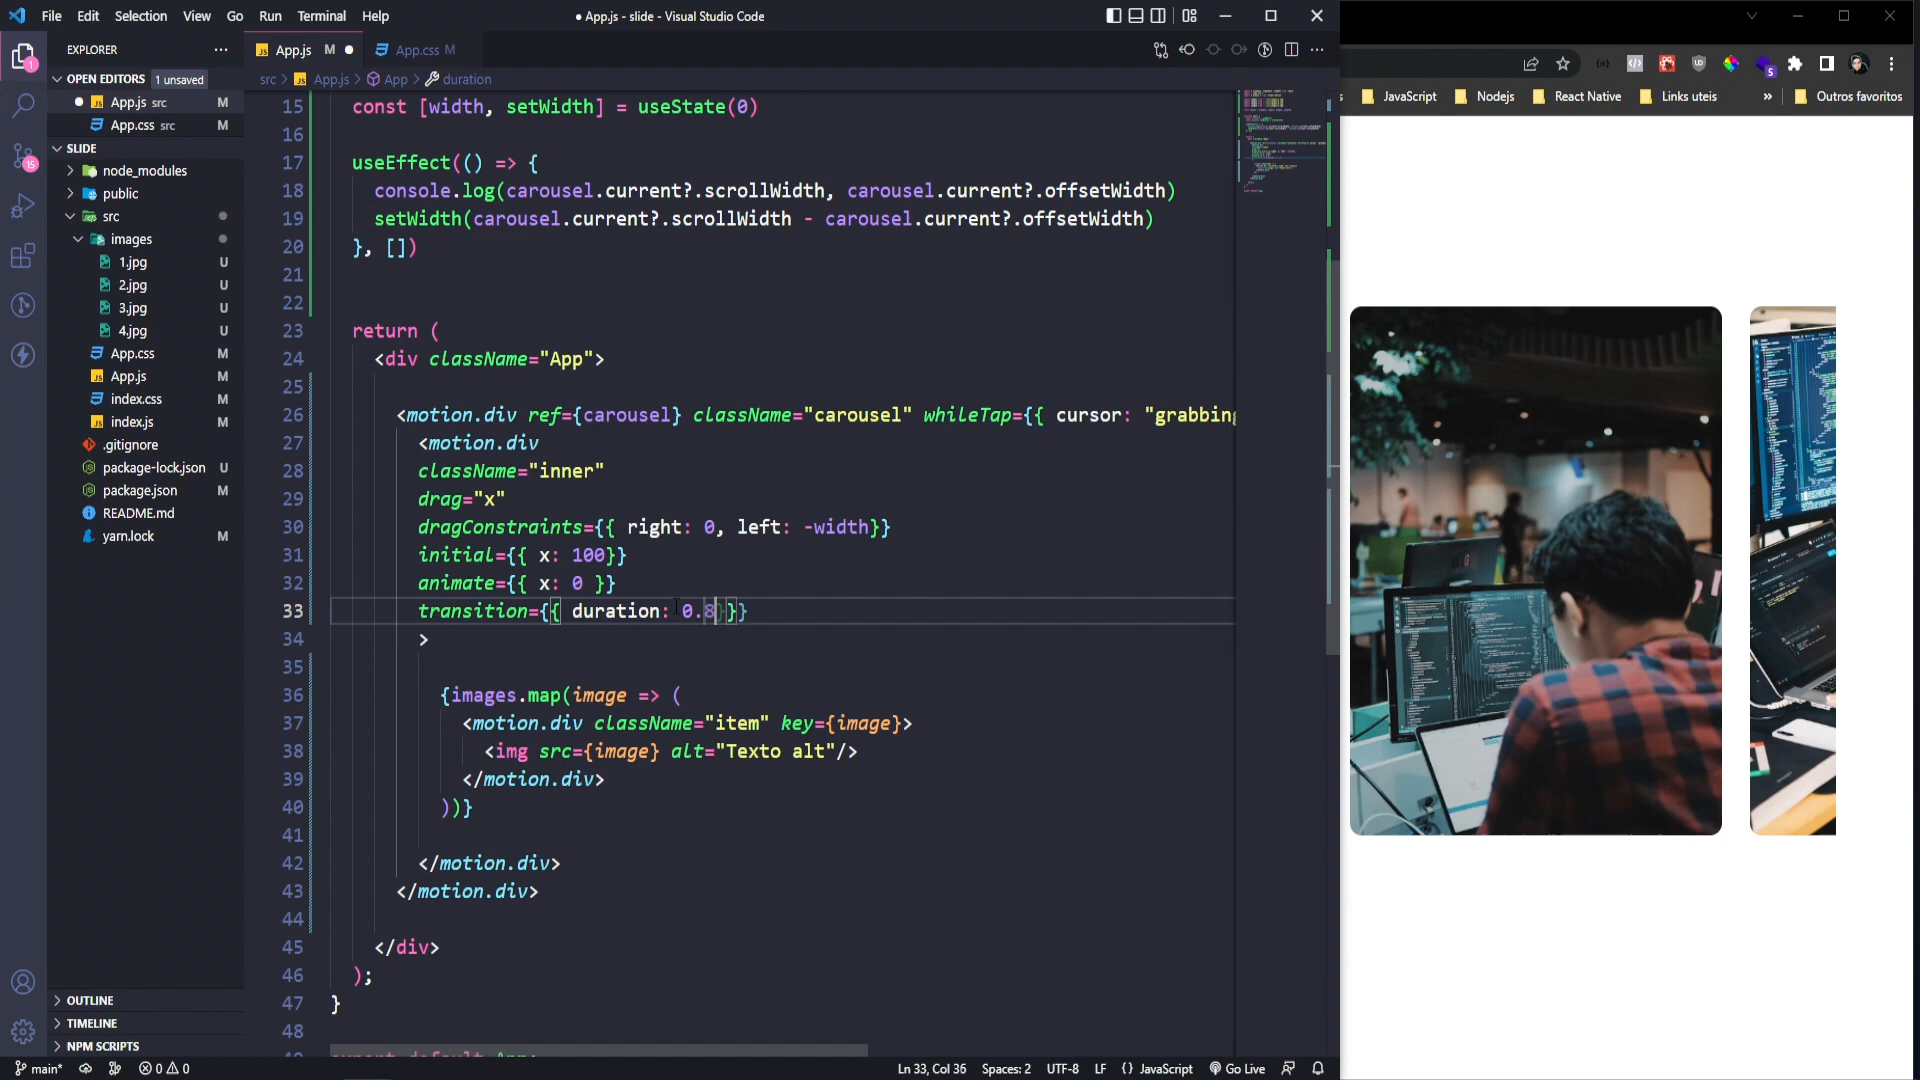 File Edit Selection View Go Run Terminal Help
● App.js - slide - Visual Studio Code
EXPLORER
App.js M
App.css M
OPEN EDITORS 1 unsaved
src > App.js > App > duration
App.js src M
App.css src M
SLIDE
node_modules
public
src
images
1.jpg U
2.jpg U
3.jpg U
4.jpg U
App.css M
App.js M
index.css M
index.js M
.gitignore
package-lock.json U
package.json M
README.md
yarn.lock M
OUTLINE
TIMELINE
NPM SCRIPTS
1
15
15 const [width, setWidth] = useState(0)
16
17 useEffect(() => {
18 console.log(carousel.current?.scrollWidth, carousel.current?.offsetWidth)
19 setWidth(carousel.current?.scrollWidth - carousel.current?.offsetWidth)
20 }, [])
21
22
23 return (
24 <div className="App">
25
26 <motion.div ref={carousel} className="carousel" whileTap={{ cursor: "grabbing
27 <motion.div
28 className="inner"
29 drag="x"
30 dragConstraints={{ right: 0, left: -width}}
31 initial={{ x: 100}}
32 animate={{ x: 0 }}
33 transition={{ duration: 0.8}}}
34 >
35
36 {images.map(image => (
37 <motion.div className="item" key={image}>
38 <img src={image} alt="Texto alt"/>
39 </motion.div>
40 ))}
41
42 </motion.div>
43 </motion.div>
44
45 </div>
46 );
47 }
48
export default App;
main* 0 0
Ln 33, Col 36 Spaces: 2 UTF-8 LF {} JavaScript Go Live
5
JavaScript Nodejs React Native Links uteis » Outros favoritos